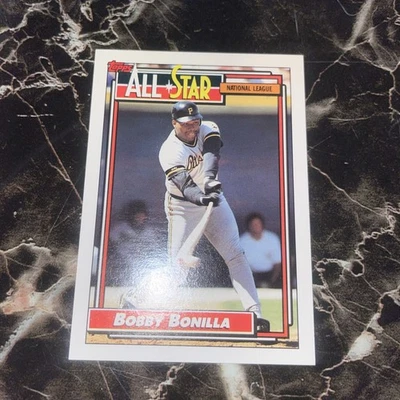 TOPPS
ALL STAR
NATIONAL LEAGUE
P
BOBBY BONILLA